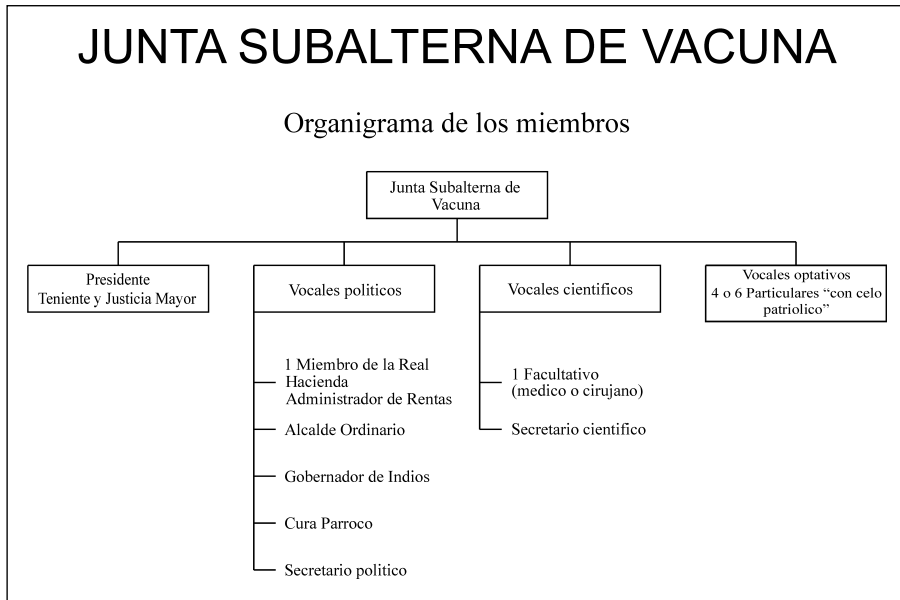 JUNTA SUBALTERNA DE VACUNA
Organigrama de los miembros
Junta Subalterna de
Vacuna
Presidente
Teniente y Justicia Mayor
Vocales politicos
Vocales cientificos
Vocales optativos
4 o 6 Particulares “con celo
patriolico”
1 Miembro de la Real
Hacienda
Administrador de Rentas
Alcalde Ordinario
Gobernador de Indios
Cura Parroco
Secretario politico
1 Facultativo
(medico o cirujano)
Secretario cientifico